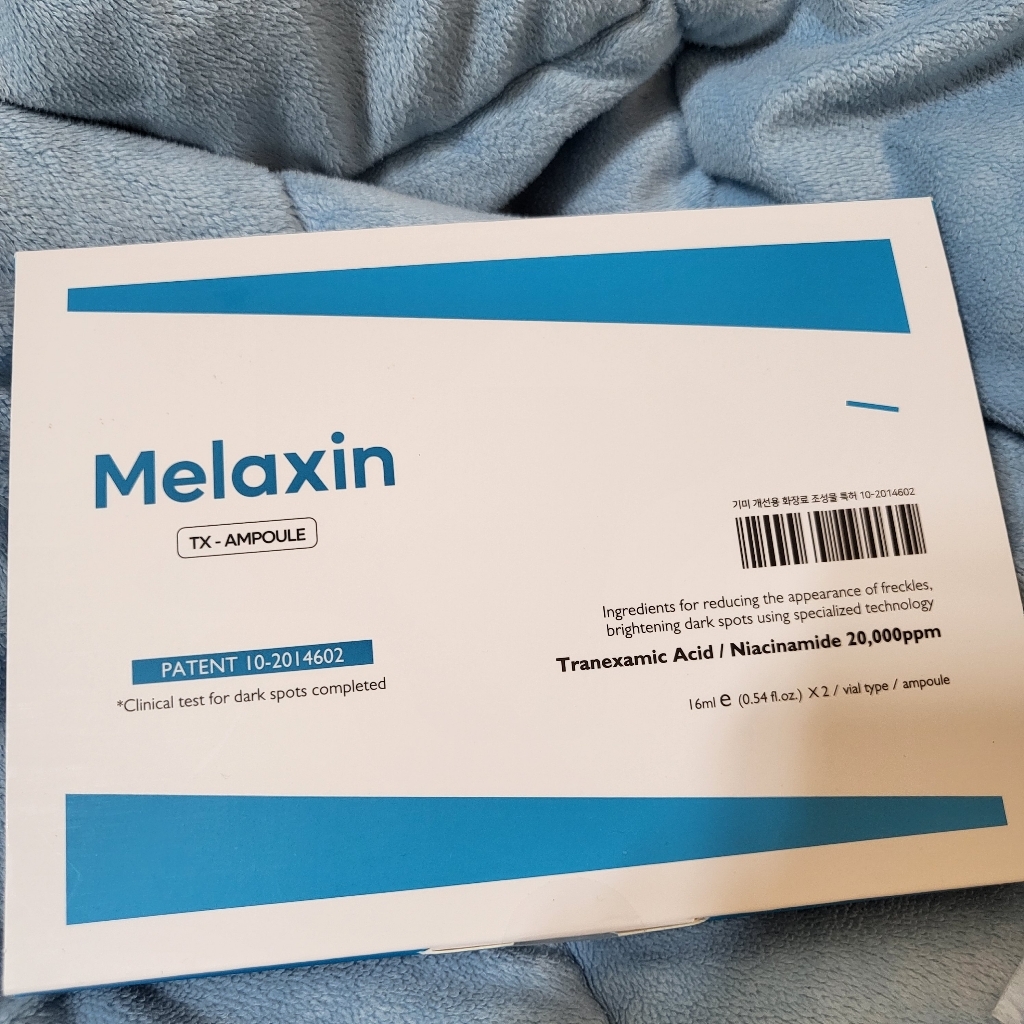 Melaxin
TX - AMPOULE
PATENT 10-2014602
*Clinical test for dark spots completed
기미 개선용 화장료 조성물 특허 10-2014602
Ingredients for reducing the appearance of freckles,
brightening dark spots using specialized technology
Tranexamic Acid / Niacinamide 20,000ppm
16ml e (0.54 fl.oz.) X 2 / vial type / ampoule